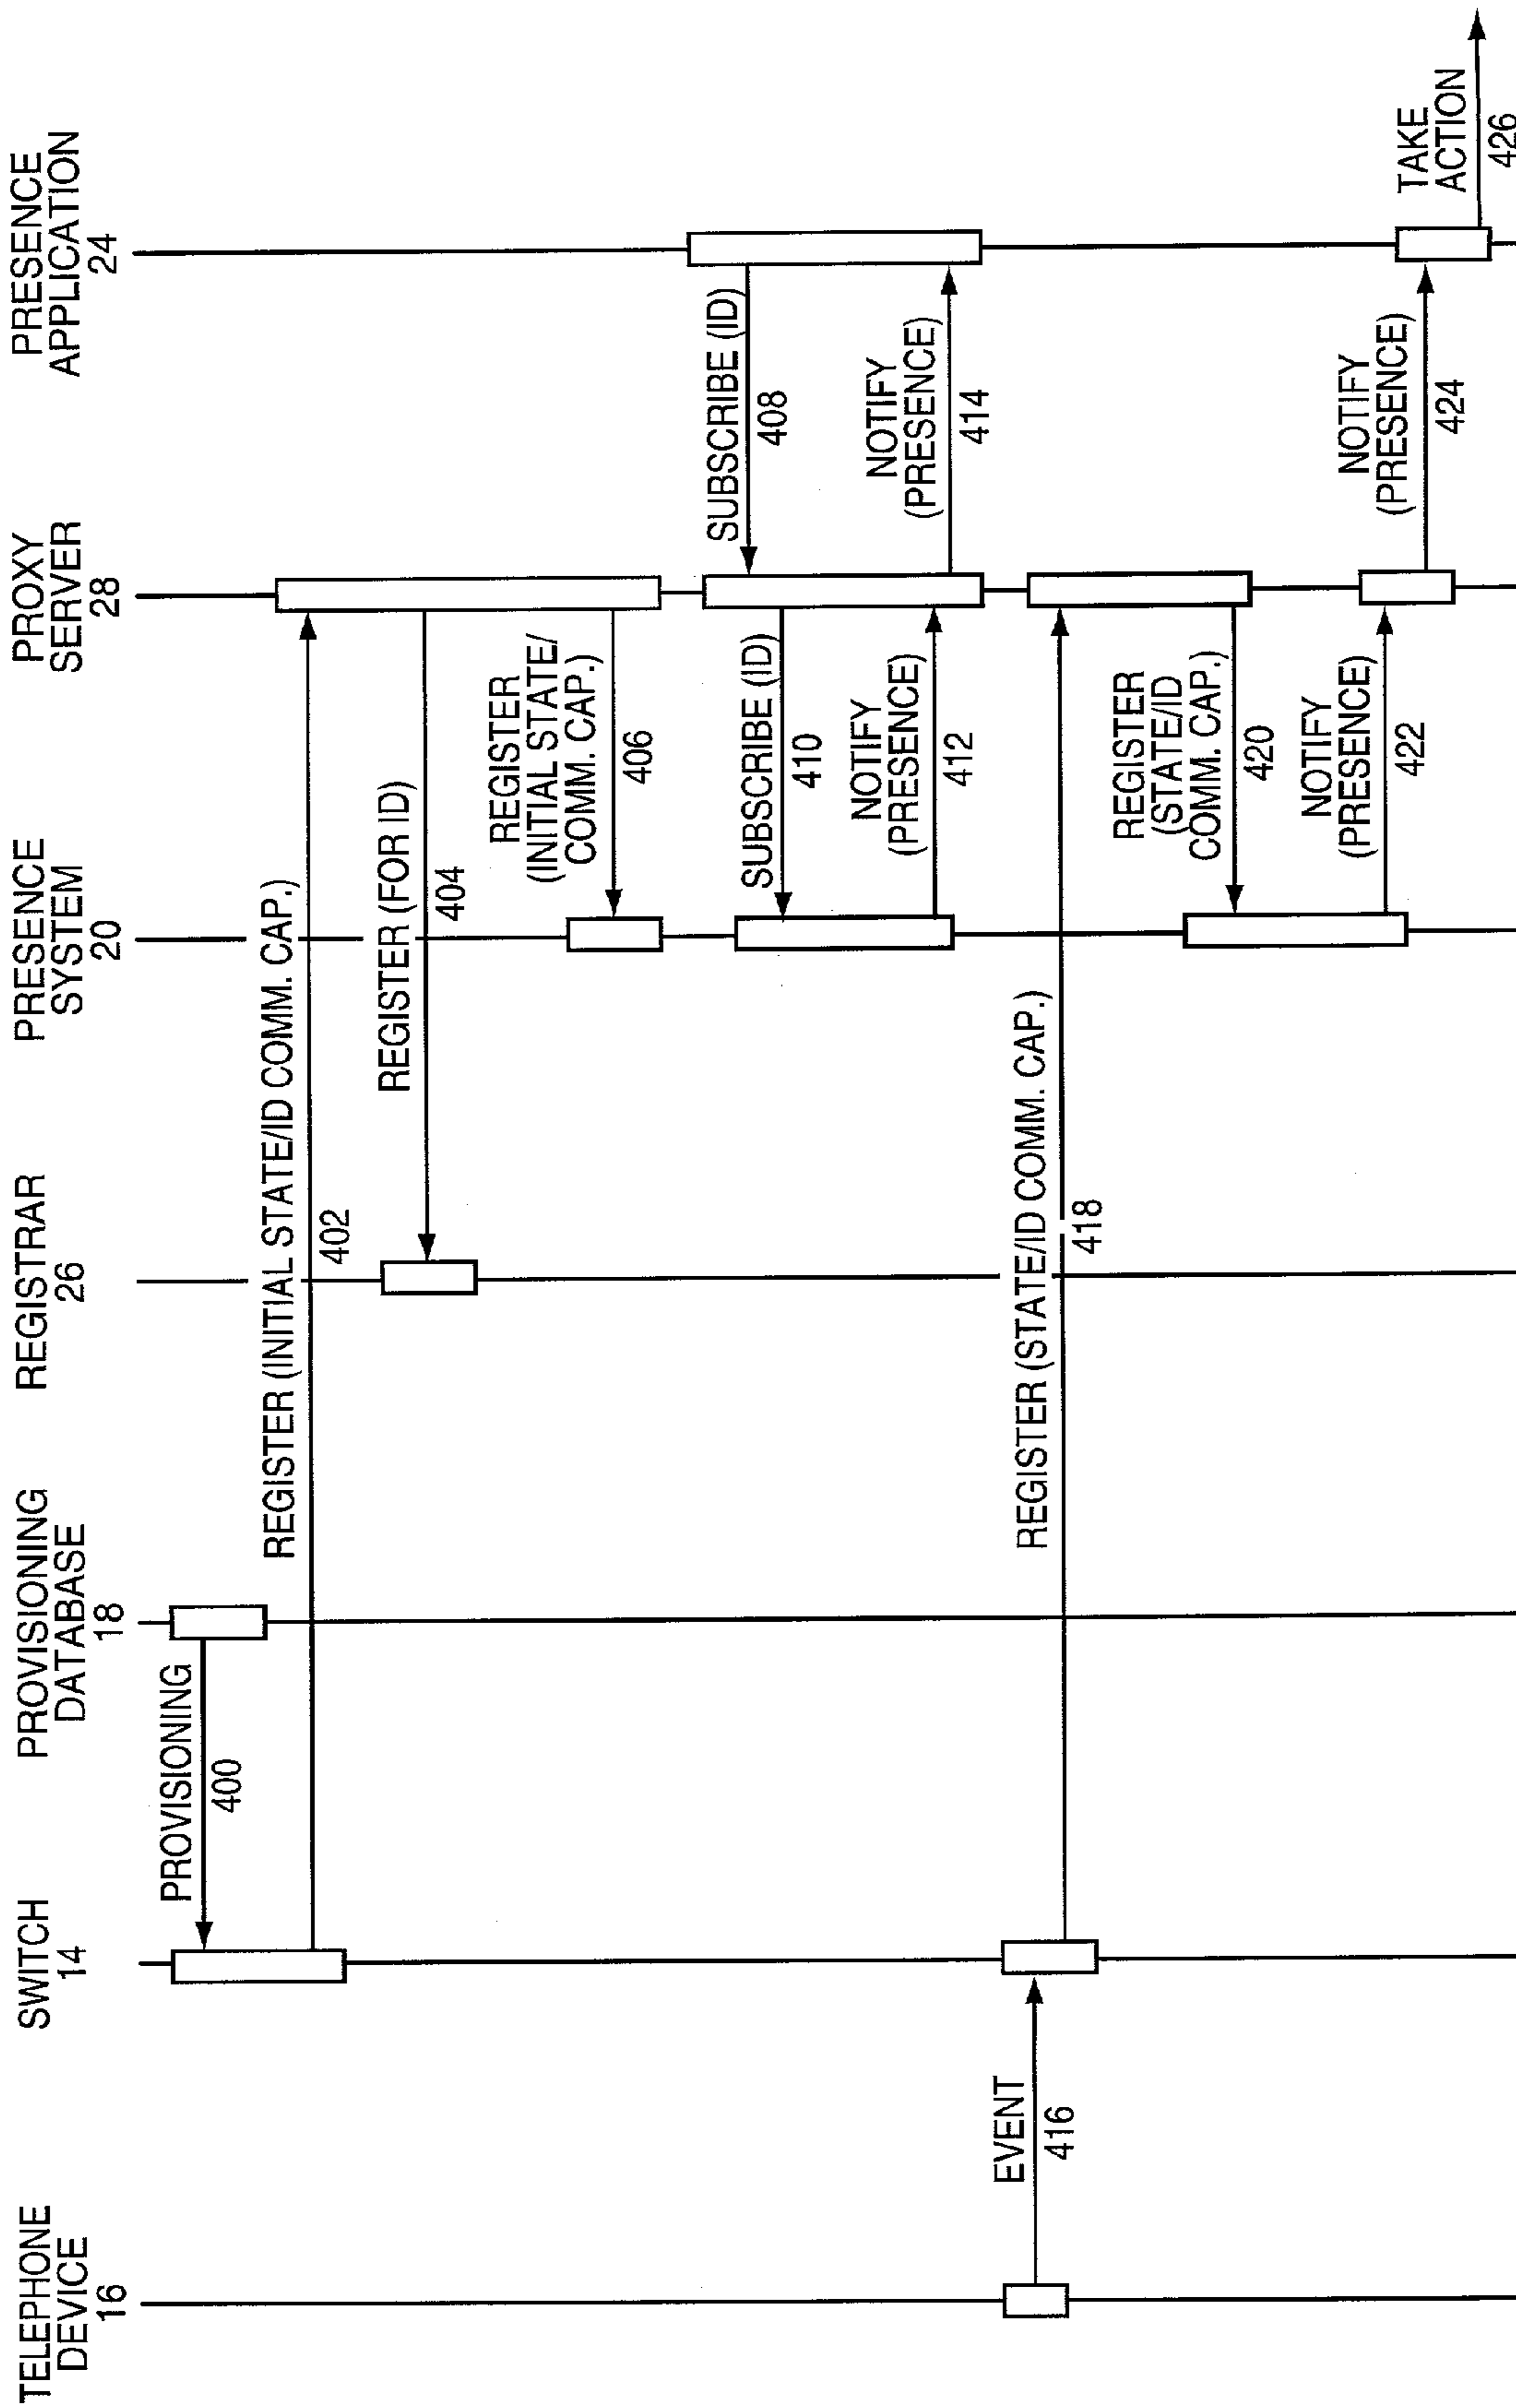 TELEPHONE
DEVICE
16
SWITCH
14
PROVISIONING
DATABASE
18
REGISTRAR
26
PRESENCE
SYSTEM
20
PROXY
SERVER
28
PRESENCE
APPLICATION
24
PROVISIONING
400
REGISTER (INITIAL STATE/ID COMM. CAP.)
402
REGISTER (FOR ID)
404
REGISTER
(INITIAL STATE/
COMM. CAP.)
406
SUBSCRIBE (ID)
408
SUBSCRIBE (ID)
410
NOTIFY
(PRESENCE)
412
NOTIFY
(PRESENCE)
414
EVENT
416
REGISTER (STATE/ID COMM. CAP.)
418
REGISTER
(STATE/ID
COMM. CAP.)
420
NOTIFY
(PRESENCE)
422
NOTIFY
(PRESENCE)
424
TAKE
ACTION
426